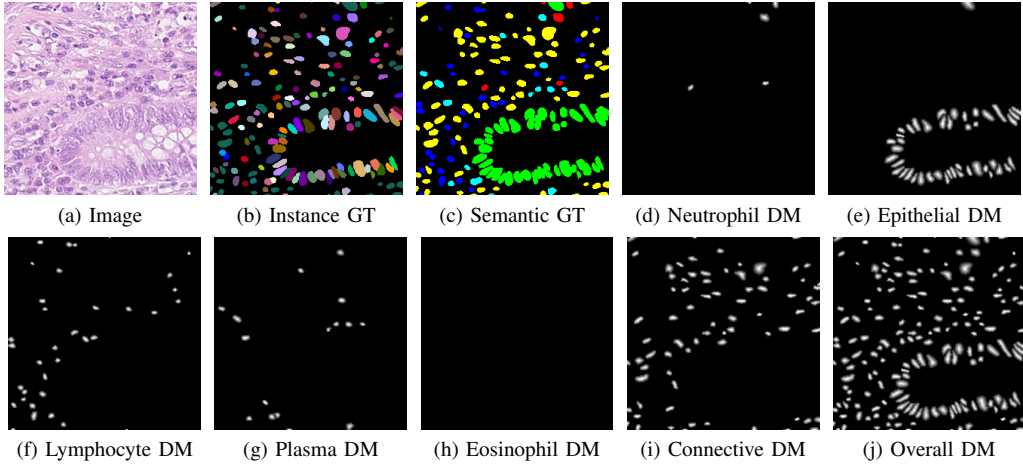 (a) Image
(b) Instance GT
(c) Semantic GT
(d) Neutrophil DM
(e) Epithelial DM
(f) Lymphocyte DM
(g) Plasma DM
(h) Eosinophil DM
(i) Connective DM
(j) Overall DM